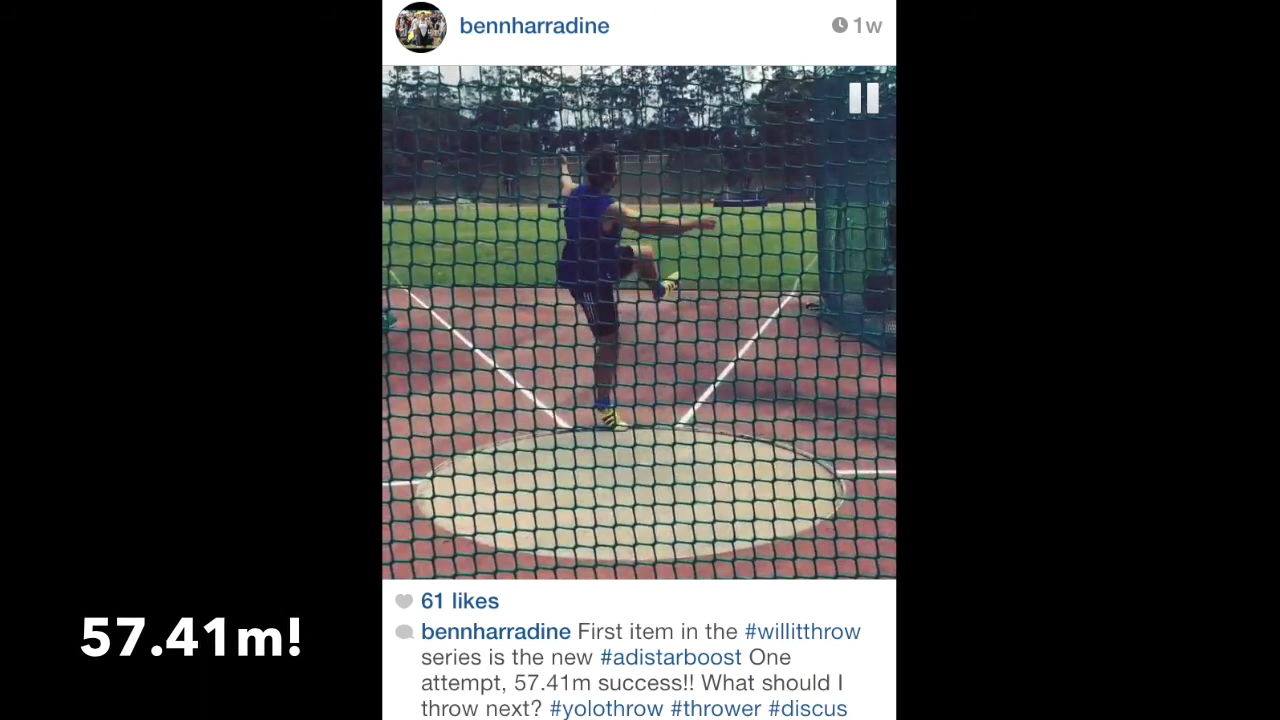 bennharradine
1w
61 likes
bennharradine First item in the #willitthrow
series is the new #adistarboost One
attempt, 57.41m success!! What should I
throw next? #yolothrow #thrower #discus
57.41m!